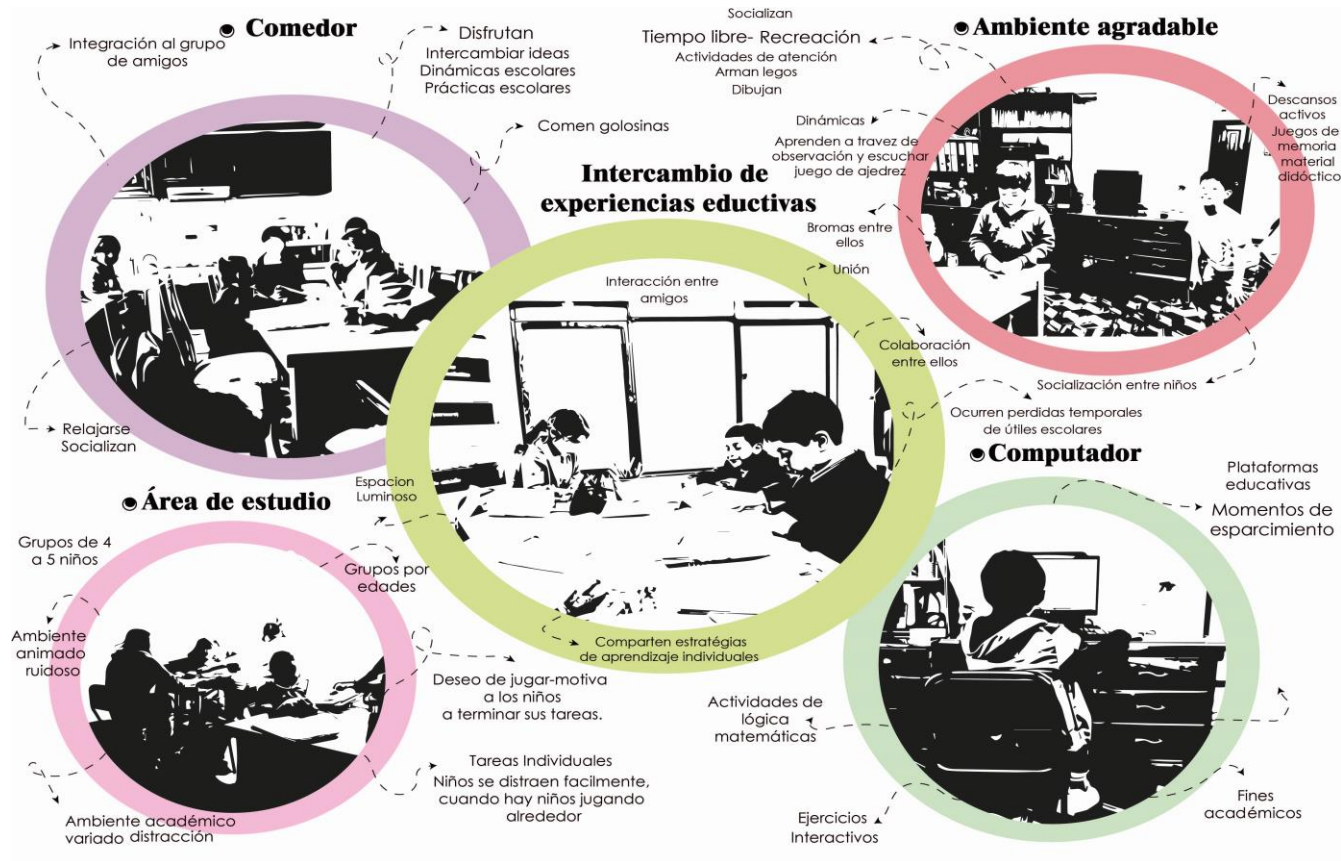 Comedor
Integración al grupo
de amigos
Disfrutan
Intercambiar ideas
Dinámicas escolares
Prácticas escolares
Comen golosinas
Relajarse
Socializan
Socializan
Tiempo libre- Recreación
Actividades de atención
Arman legos
Dibujan
Ambiente agradable
Dinámicas
Aprenden a travez de
observación y escuchar
juego de ajedrez
Bromas entre
ellos
Descansos
activos
Juegos de
memoria
material
didóctico
Socialización entre niños
Intercambio de
experiencias eductivas
Interacción entre
amigos
Unión
Colaboración
entre ellos
Ocurren perdidas temporales
de útiles escolares
Espacion
Luminoso
Comparten estratégias
de aprendizaje individuales
Área de estudio
Grupos de 4
a 5 niños
Grupos por
edades
Ambiente
animado
ruidoso
Deseo de jugar-motiva
a los niños
a terminar sus tareas.
Tareas Individuales
Niños se distraen facilmente,
cuando hay niños jugando
alrededor
Ambiente académico
variado distracción
Computador
Plataformas
educativas
Momentos de
esparcimiento
Actividades de
lógica
matemáticas
Ejercicios
Interactivos
Fines
académicos